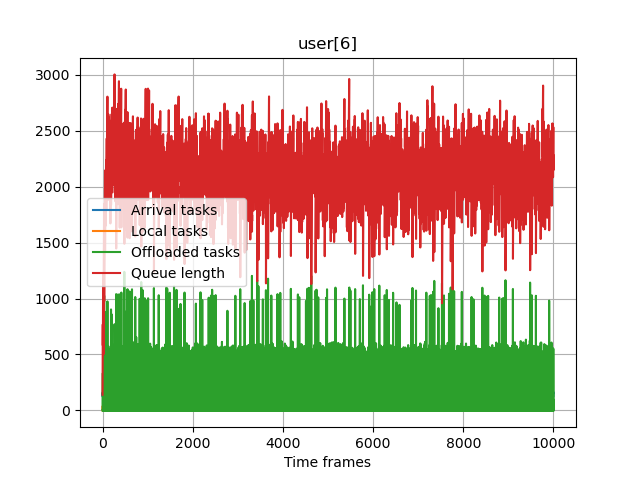 user[6]
3000
2500
2000
1500
1000
500
0
Arrival tasks
Local tasks
Offloaded tasks
Queue length
0 2000 4000 6000 8000 10000
Time frames